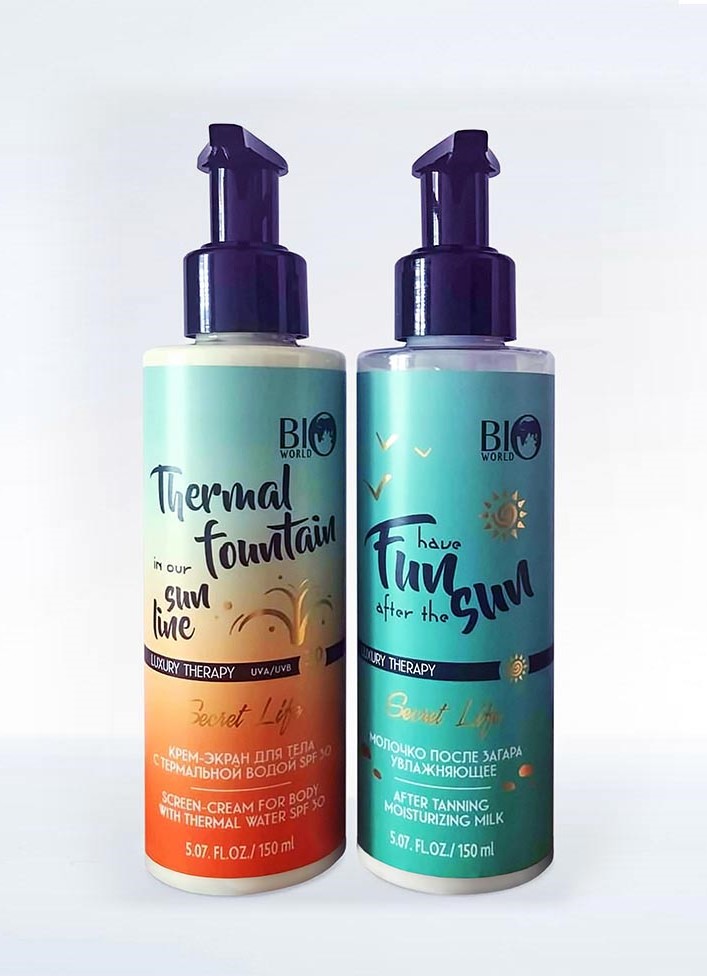 BIO
WORLD
Thermal
fountain
in our
sun
line
LUXURY THERAPY UVA/UVB
Secret Life
КРЕМ-ЭКРАН ДЛЯ ТЕЛА
С ТЕРМАЛЬНОЙ ВОДОЙ SPF 30
SCREEN-CREAM FOR BODY
WITH THERMAL WATER SPF 30
5.07. FL.OZ./ 150 ml
BIO
WORLD
have
Fun
sun
after the
LUXURY THERAPY
Secret Life
МОЛОЧКО ПОСЛЕ ЗАГАРА
УВЛАЖНЯЮЩЕЕ
AFTER TANNING
MOISTURIZING MILK
5.07. FL.OZ./ 150 ml